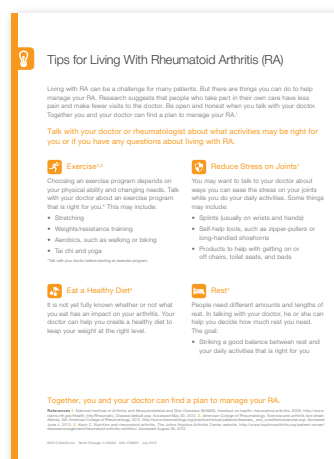 Tips for Living With Rheumatoid Arthritis (RA)
Living with RA can be a challenge for many patients. But there are things you can do to help
manage your RA. Research suggests that people who take part in their own care have less
pain and make fewer visits to the doctor. Be open and honest when you talk with your doctor.
Together you and your doctor can find a plan to manage your RA.¹
Talk with your doctor or rheumatologist about what activities may be right for
you or if you have any questions about living with RA.
Exercise
Choosing an exercise program depends on
your physical ability and changing needs. Talk
with your doctor about an exercise program
that is right for you.* This may include:
• Stretching
• Weights/resistance training
• Aerobics, such as walking or biking
• Tai chi and yoga
*Talk with your doctor before starting an exercise program.
Reduce Stress on Joints
You may want to talk to your doctor about
ways you can ease the stress on your joints
while you do your daily activities. Some things
may include:
• Splints (usually on wrists and hands)
• Self-help tools, such as zipper-pullers or
long-handled shoehorns
• Products to help with getting on or
off chairs, toilet seats, and beds
Eat a Healthy Diet
It is not yet fully known whether or not what
you eat has an impact on your arthritis. Your
doctor can help you create a healthy diet to
keep your weight at the right level.
Rest
People need different amounts and lengths of
rest. In talking with your doctor, he or she can
help you decide how much rest you need.
The goal:
• Striking a good balance between rest and
your daily activities that is right for you
Together, you and your doctor can find a plan to manage your RA.